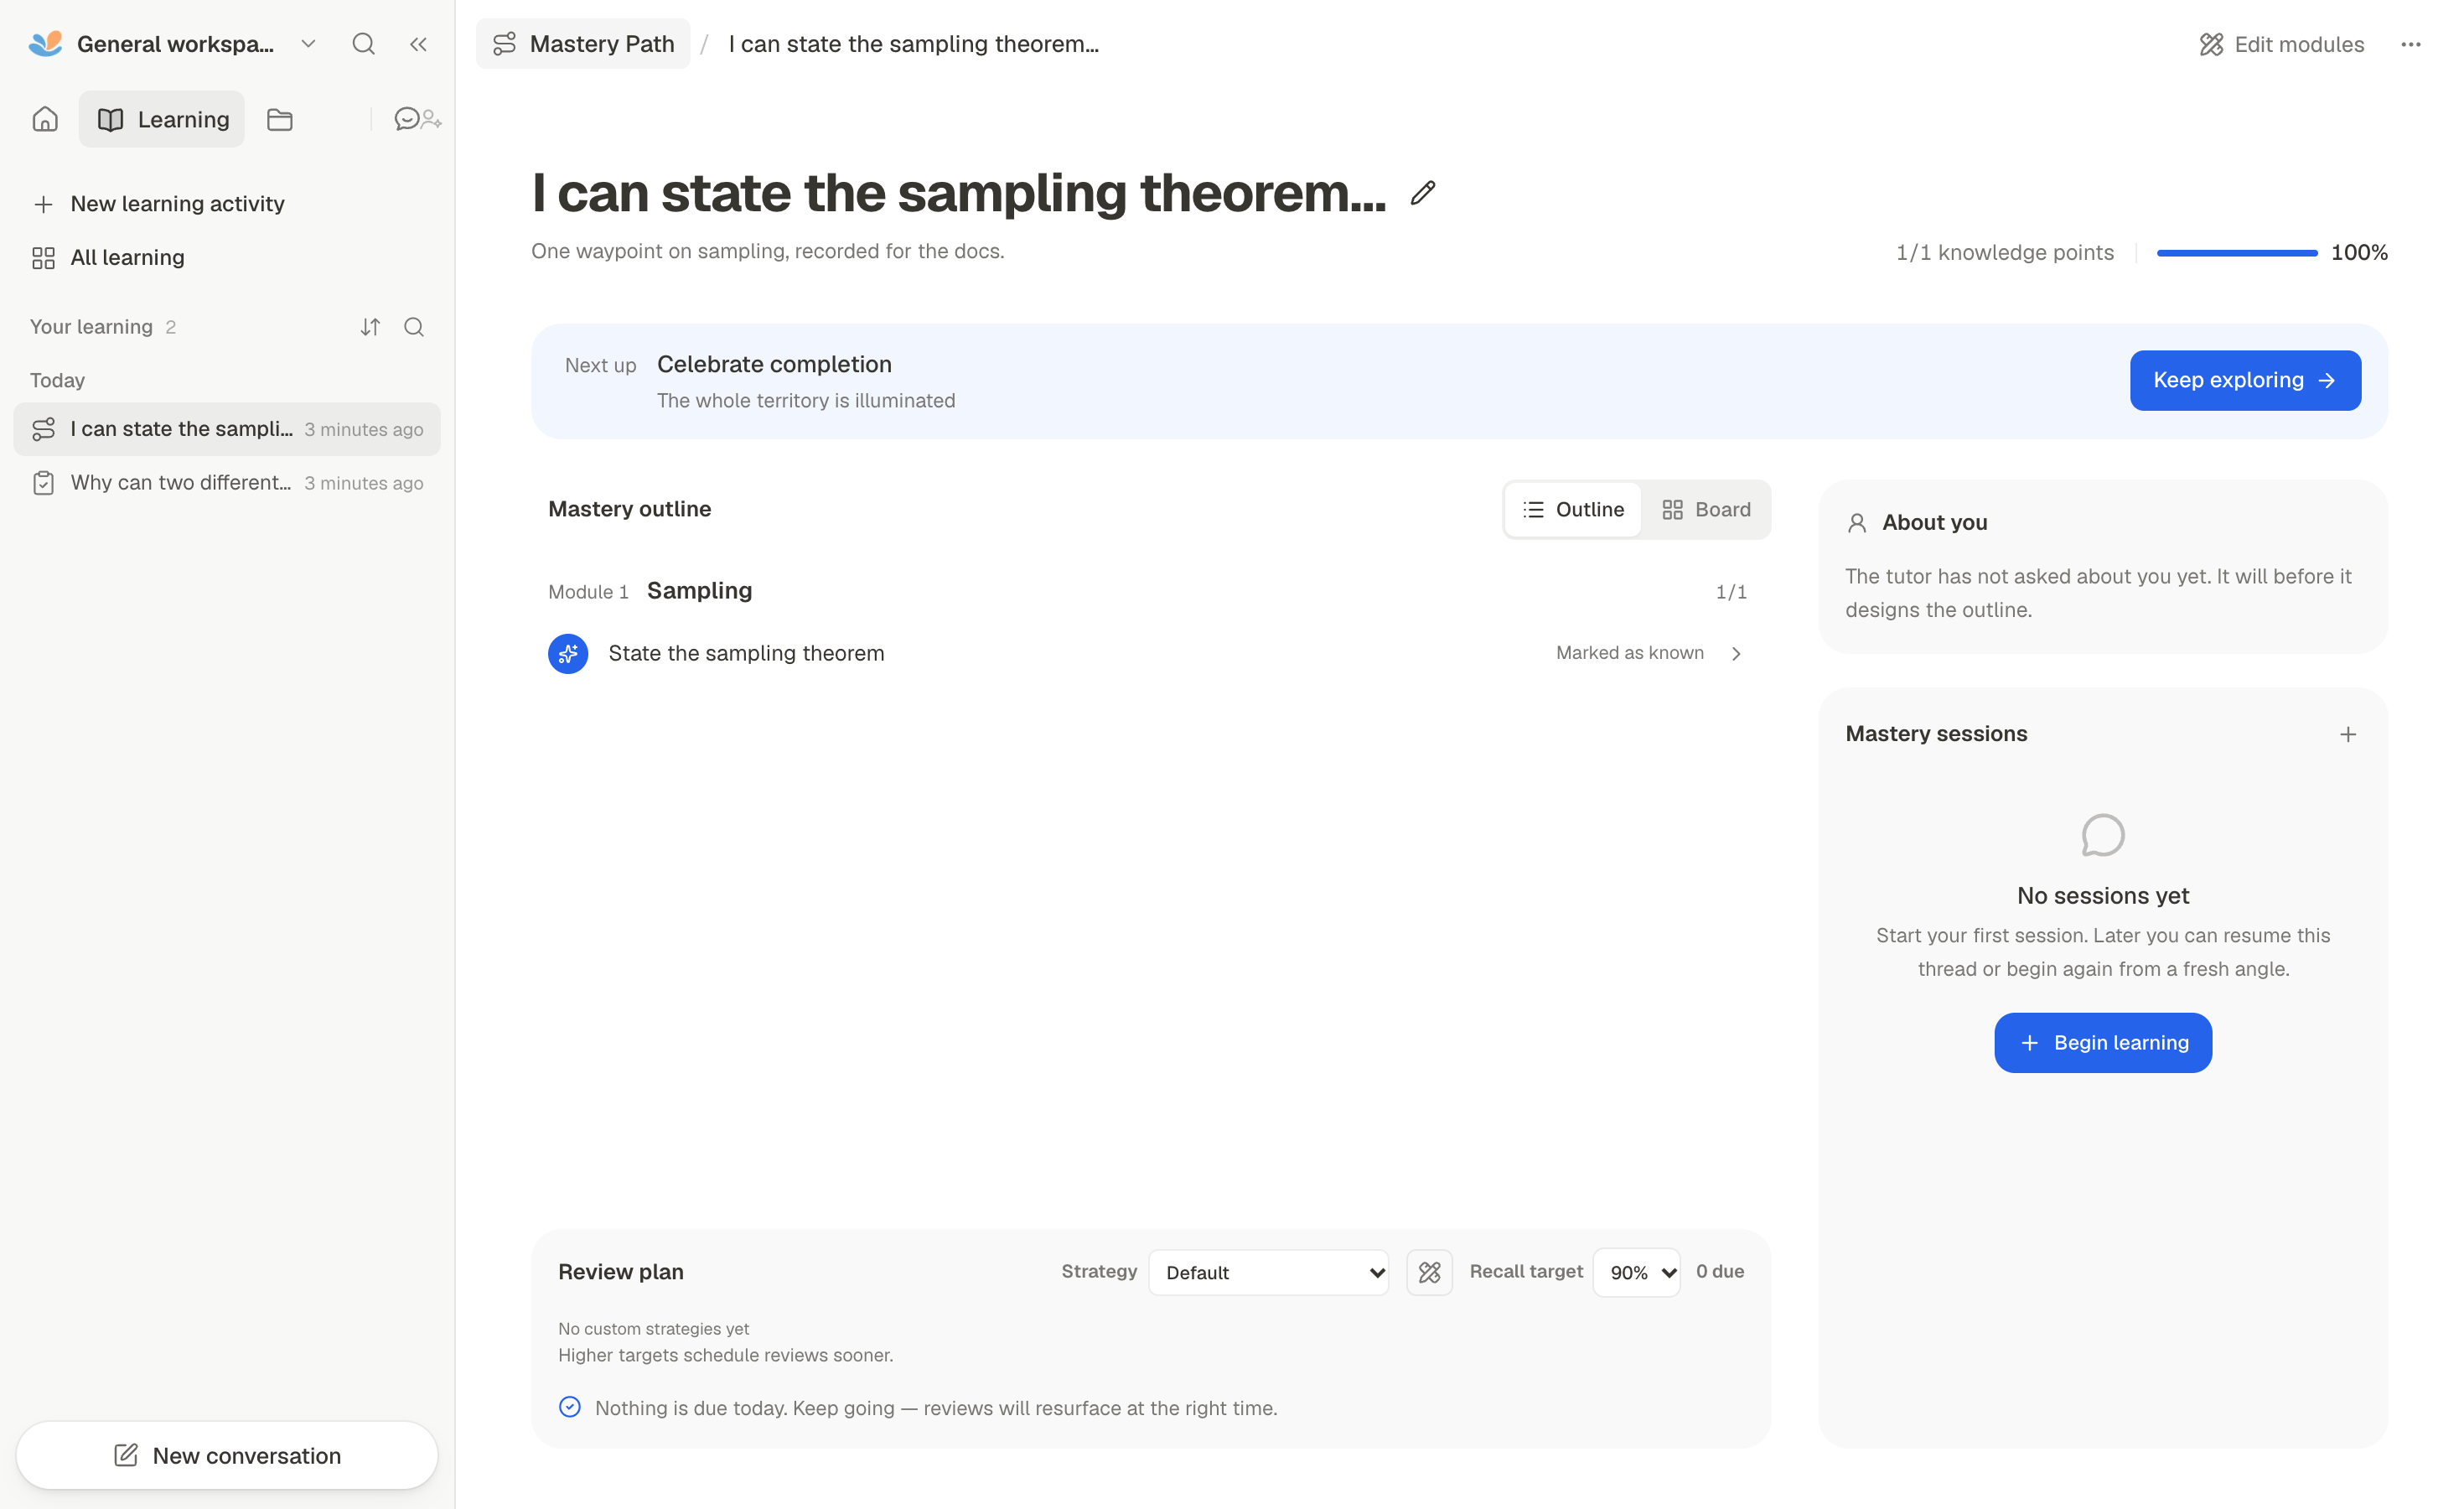 General workspa...
Learning
New learning activity
All learning
Your learning 2
Today
I can state the sampli... 3 minutes ago
Why can two different... 3 minutes ago
New conversation
Mastery Path / I can state the sampling theorem...
Edit modules
I can state the sampling theorem...
One waypoint on sampling, recorded for the docs.
1/1 knowledge points
100%
Next up Celebrate completion
The whole territory is illuminated
Keep exploring
Mastery outline
Outline
Board
Module 1 Sampling 1/1
State the sampling theorem
Marked as known
About you
The tutor has not asked about you yet. It will before it
designs the outline.
Mastery sessions
No sessions yet
Start your first session. Later you can resume this
thread or begin again from a fresh angle.
Begin learning
Review plan
Strategy Default
Recall target 90% 0 due
No custom strategies yet
Higher targets schedule reviews sooner.
Nothing is due today. Keep going — reviews will resurface at the right time.